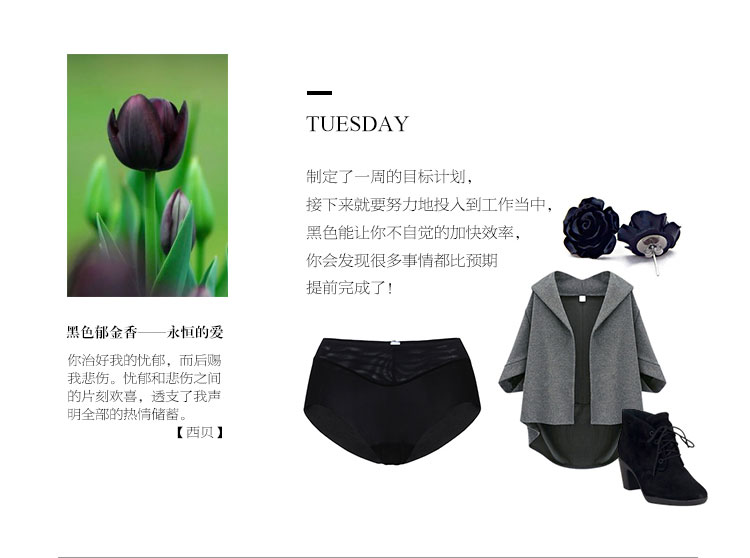 TUESDAY
制定了一周的目标计划，
接下来就要努力地投入到工作当中，
黑色能让你不自觉的加快效率，
你会发现很多事情都比预期
提前完成了！
黑色郁金香——永恒的爱
你治好我的忧郁，而后赐
我悲伤。忧郁和悲伤之间
的片刻欢喜，透支了我声
明全部的热情储蓄。
【西贝】